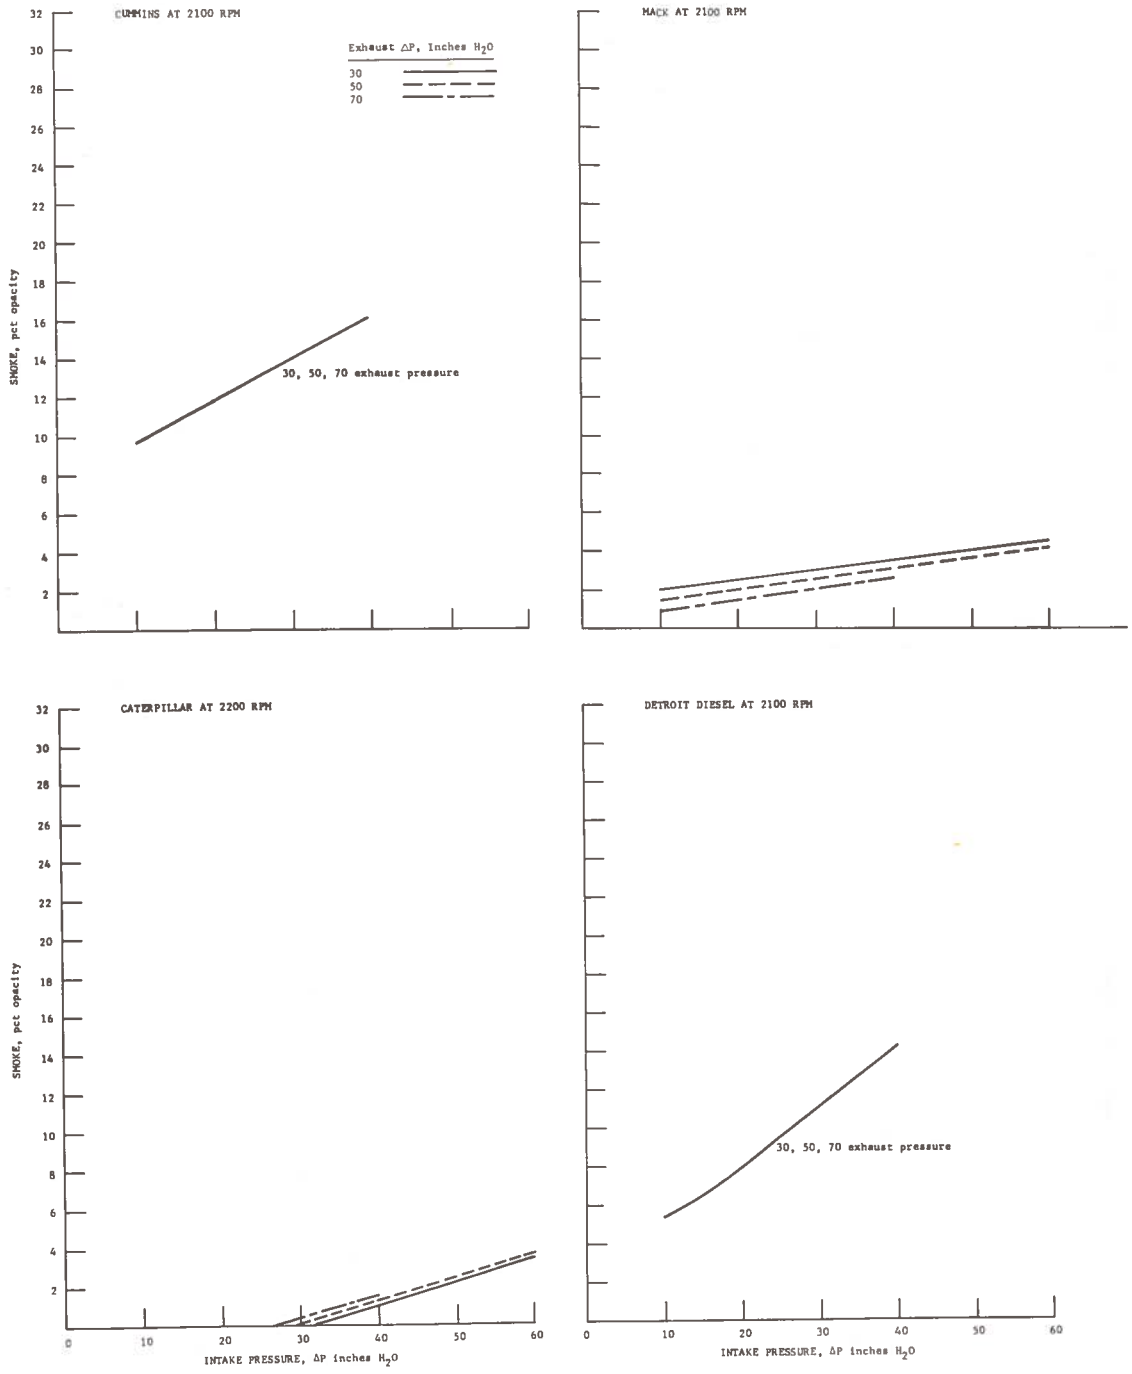 CUMMINS AT 2100 RPM
MACK AT 2100 RPM
Exhaust ΔP, Inches H2O
30
50
70
32
30
28
26
24
22
20
18
16
14
12
10
8
6
4
2
SMOKE, pct opacity
30, 50, 70 exhaust pressure
CATERPILLAR AT 2200 RPM
DETROIT DIESEL AT 2100 RPM
32
30
28
26
24
22
20
18
16
14
12
10
8
6
4
2
SMOKE, pct opacity
30, 50, 70 exhaust pressure
0 10 20 30 40 50 60
INTAKE PRESSURE, ΔP inches H2O
0 10 20 30 40 50 60
INTAKE PRESSURE, ΔP inches H2O